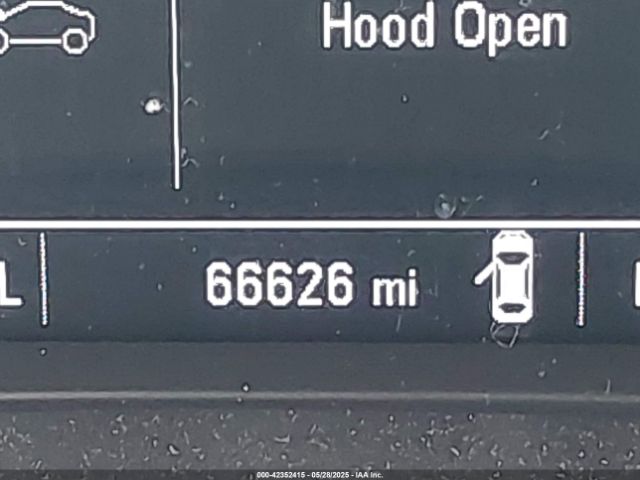 Hood Open
L
66626 mi
000-42352415 - 05/28/2025 - IAA Inc.